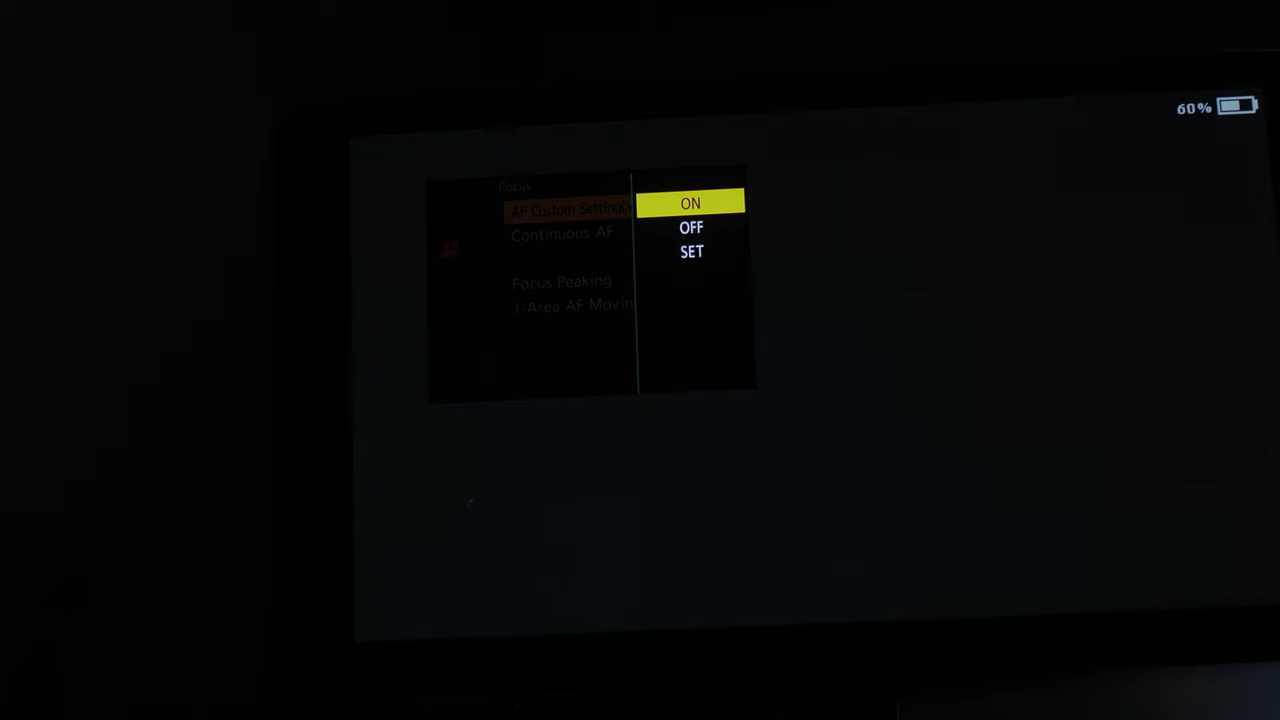 60%
Focus
AF Custom Setting(
ON
Continuous AF
OFF
SET
Focus Peaking
1-Area AF Movin